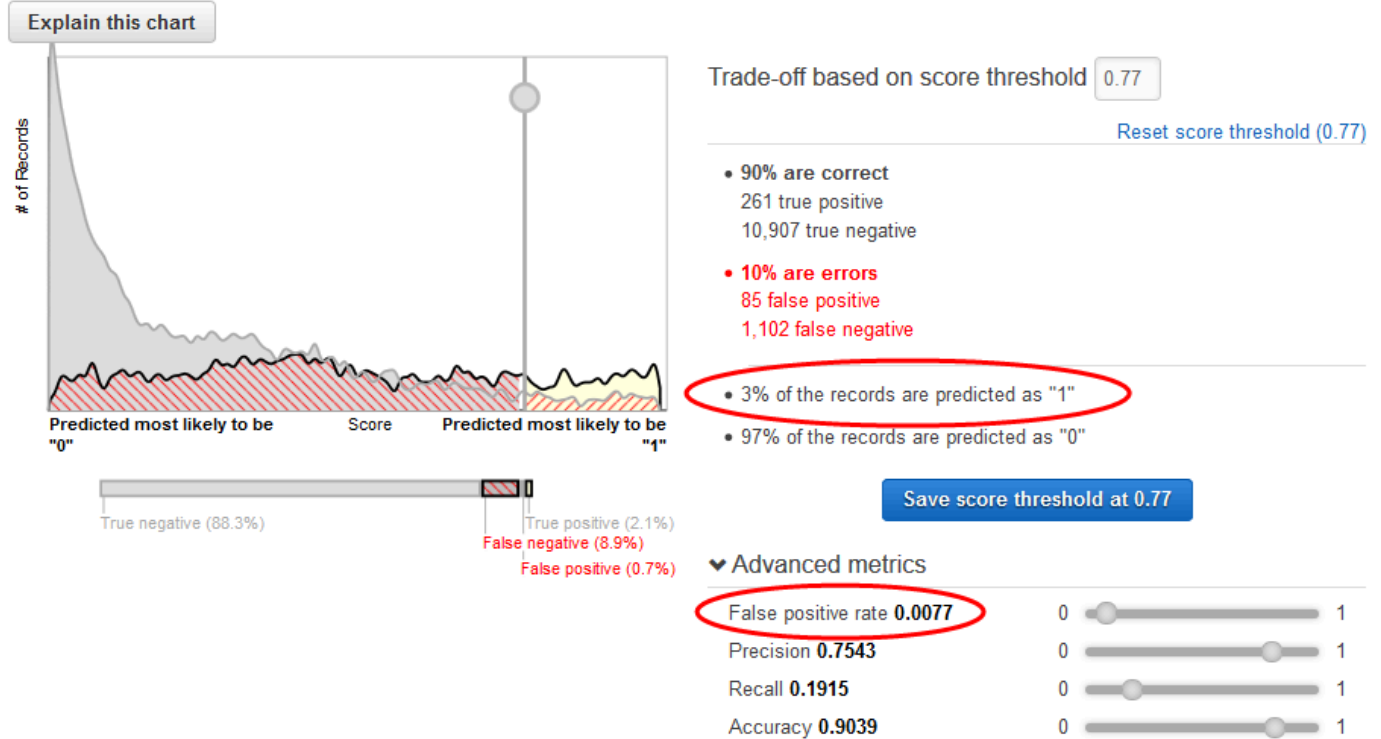 Explain this chart
# of Records
Predicted most likely to be
"0"
Score
Predicted most likely to be
"1"
True negative (88.3%)
True positive (2.1%)
False negative (8.9%)
False positive (0.7%)
Trade-off based on score threshold 0.77
Reset score threshold (0.77)
• 90% are correct
261 true positive
10,907 true negative
• 10% are errors
85 false positive
1,102 false negative
• 3% of the records are predicted as "1"
• 97% of the records are predicted as "0"
Save score threshold at 0.77
Advanced metrics
False positive rate 0.0077 0 1
Precision 0.7543 0 1
Recall 0.1915 0 1
Accuracy 0.9039 0 1